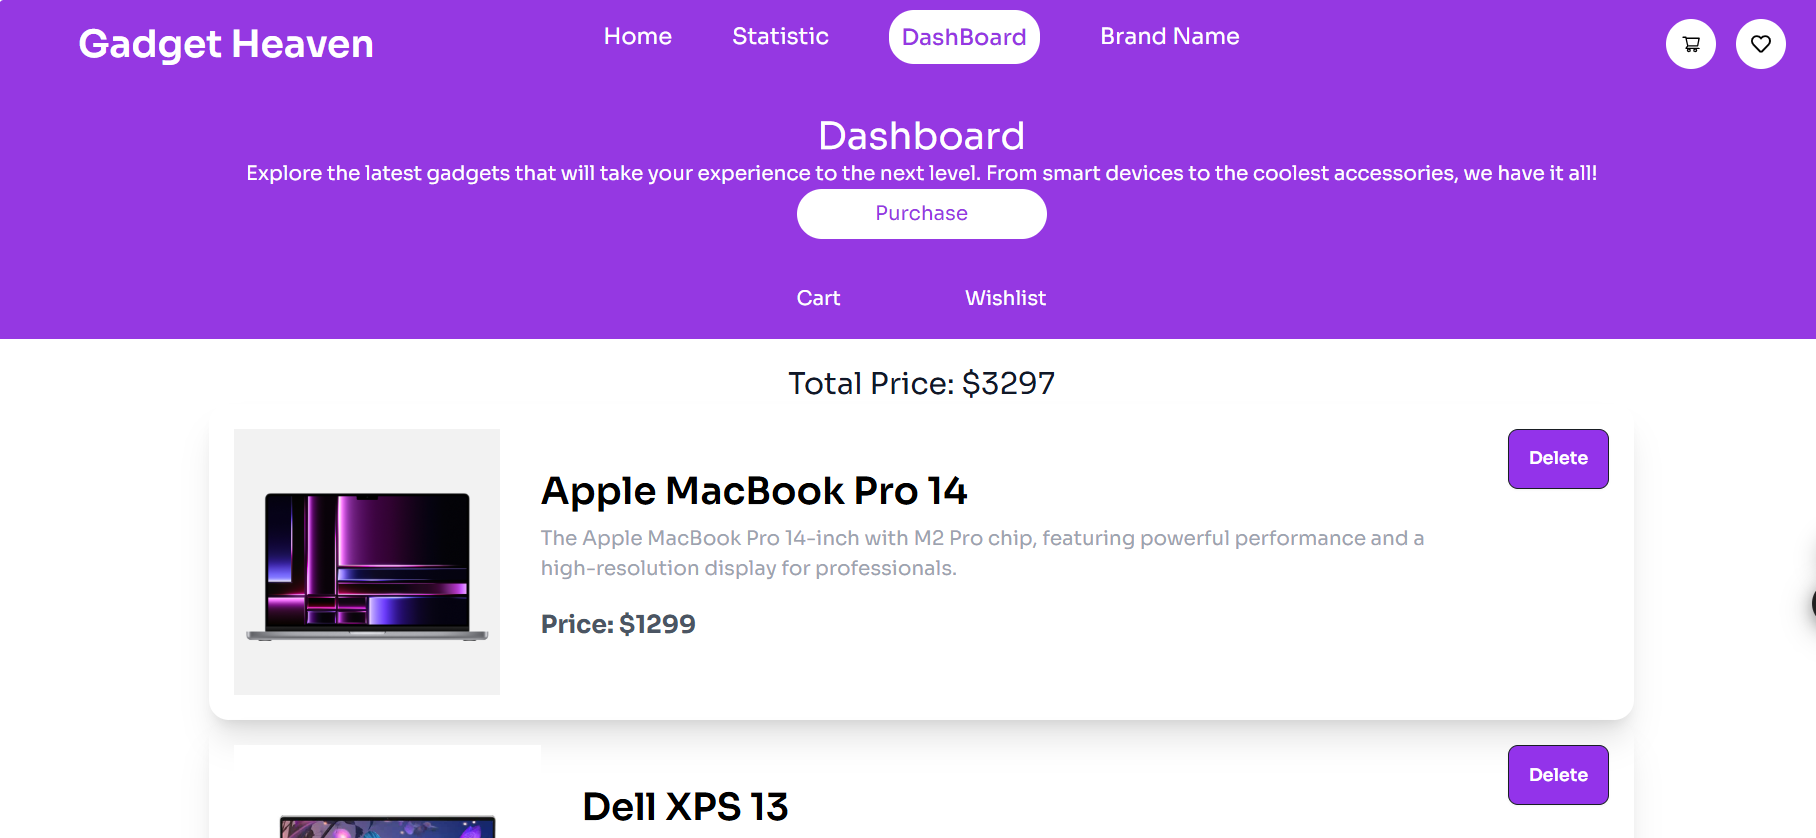 Gadget Heaven
Home
Statistic
DashBoard
Brand Name
Dashboard
Explore the latest gadgets that will take your experience to the next level. From smart devices to the coolest accessories, we have it all!
Purchase
Cart
Wishlist
Total Price: $3297
Apple MacBook Pro 14
The Apple MacBook Pro 14-inch with M2 Pro chip, featuring powerful performance and a
high-resolution display for professionals.
Price: $1299
Delete
Dell XPS 13
Delete